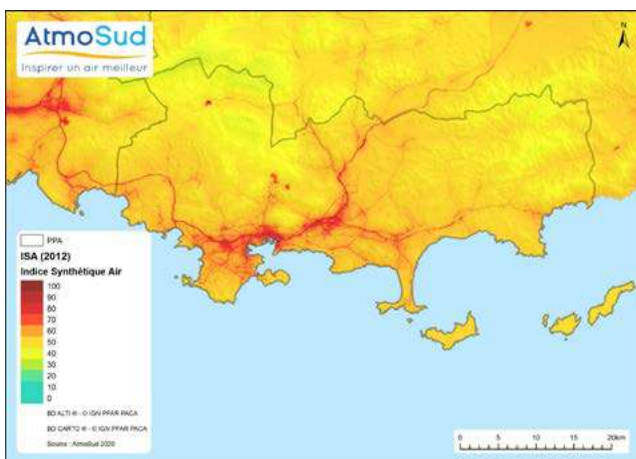 AtmoSud
Inspirer un air meilleur
N
PPA
ISA (2012)
Indice Synthétique Air
100
90
80
70
60
50
40
30
20
10
0
BD ALTI ® - © IGN PFAR PACA
BD CARTO ® - © IGN PFAR PACA
Source : AtmoSud 2020
0 5 10 15 20km